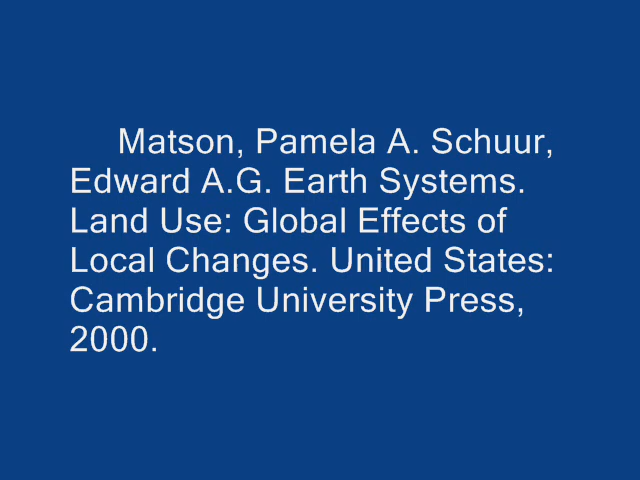 Matson, Pamela A. Schuur,
Edward A.G. Earth Systems.
Land Use: Global Effects of
Local Changes. United States:
Cambridge University Press,
2000.